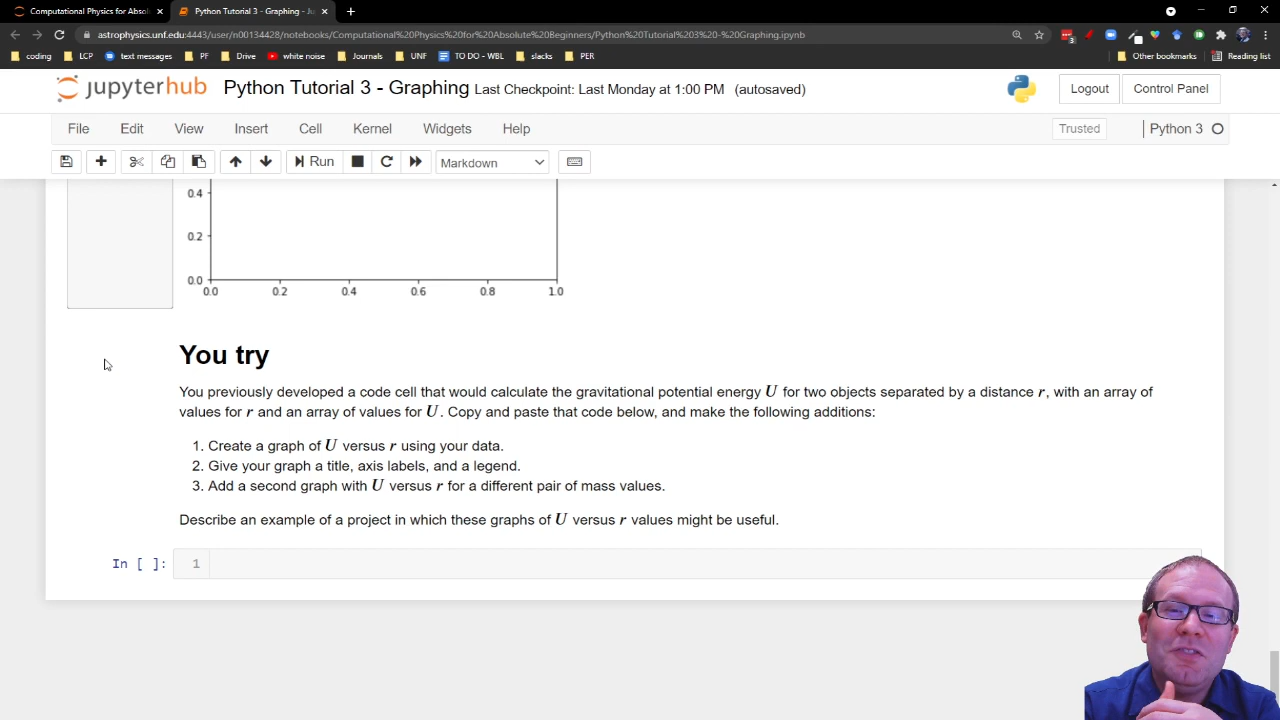 Computational Physics for Absolu
Python Tutorial 3 - Graphing - Ju
astrophysics.unf.edu:4443/user/n00134428/notebooks/Computational%20Physics%20for%20Absolute%20Beginners/Python%20Tutorial%203%20-%20Graphing.ipynb
coding LCP text messages PF Drive white noise Journals UNF TO DO - WBL slacks PER Other bookmarks Reading list
jupyterhub Python Tutorial 3 - Graphing Last Checkpoint: Last Monday at 1:00 PM (autosaved) Logout Control Panel
File Edit View Insert Cell Kernel Widgets Help Trusted Python 3
Run Markdown
0.4
0.2
0.0
0.0 0.2 0.4 0.6 0.8 1.0
You try
You previously developed a code cell that would calculate the gravitational potential energy U for two objects separated by a distance r, with an array of
values for r and an array of values for U. Copy and paste that code below, and make the following additions:
1. Create a graph of U versus r using your data.
2. Give your graph a title, axis labels, and a legend.
3. Add a second graph with U versus r for a different pair of mass values.
Describe an example of a project in which these graphs of U versus r values might be useful.
In [ ]: 1